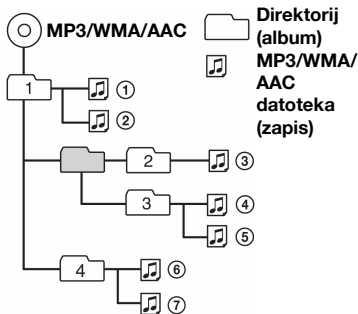 MP3/WMA/AAC
Direktorij
(album)
MP3/WMA/
AAC
datoteka
(zapis)
1
①
②
2
③
3
④
⑤
4
⑥
⑦